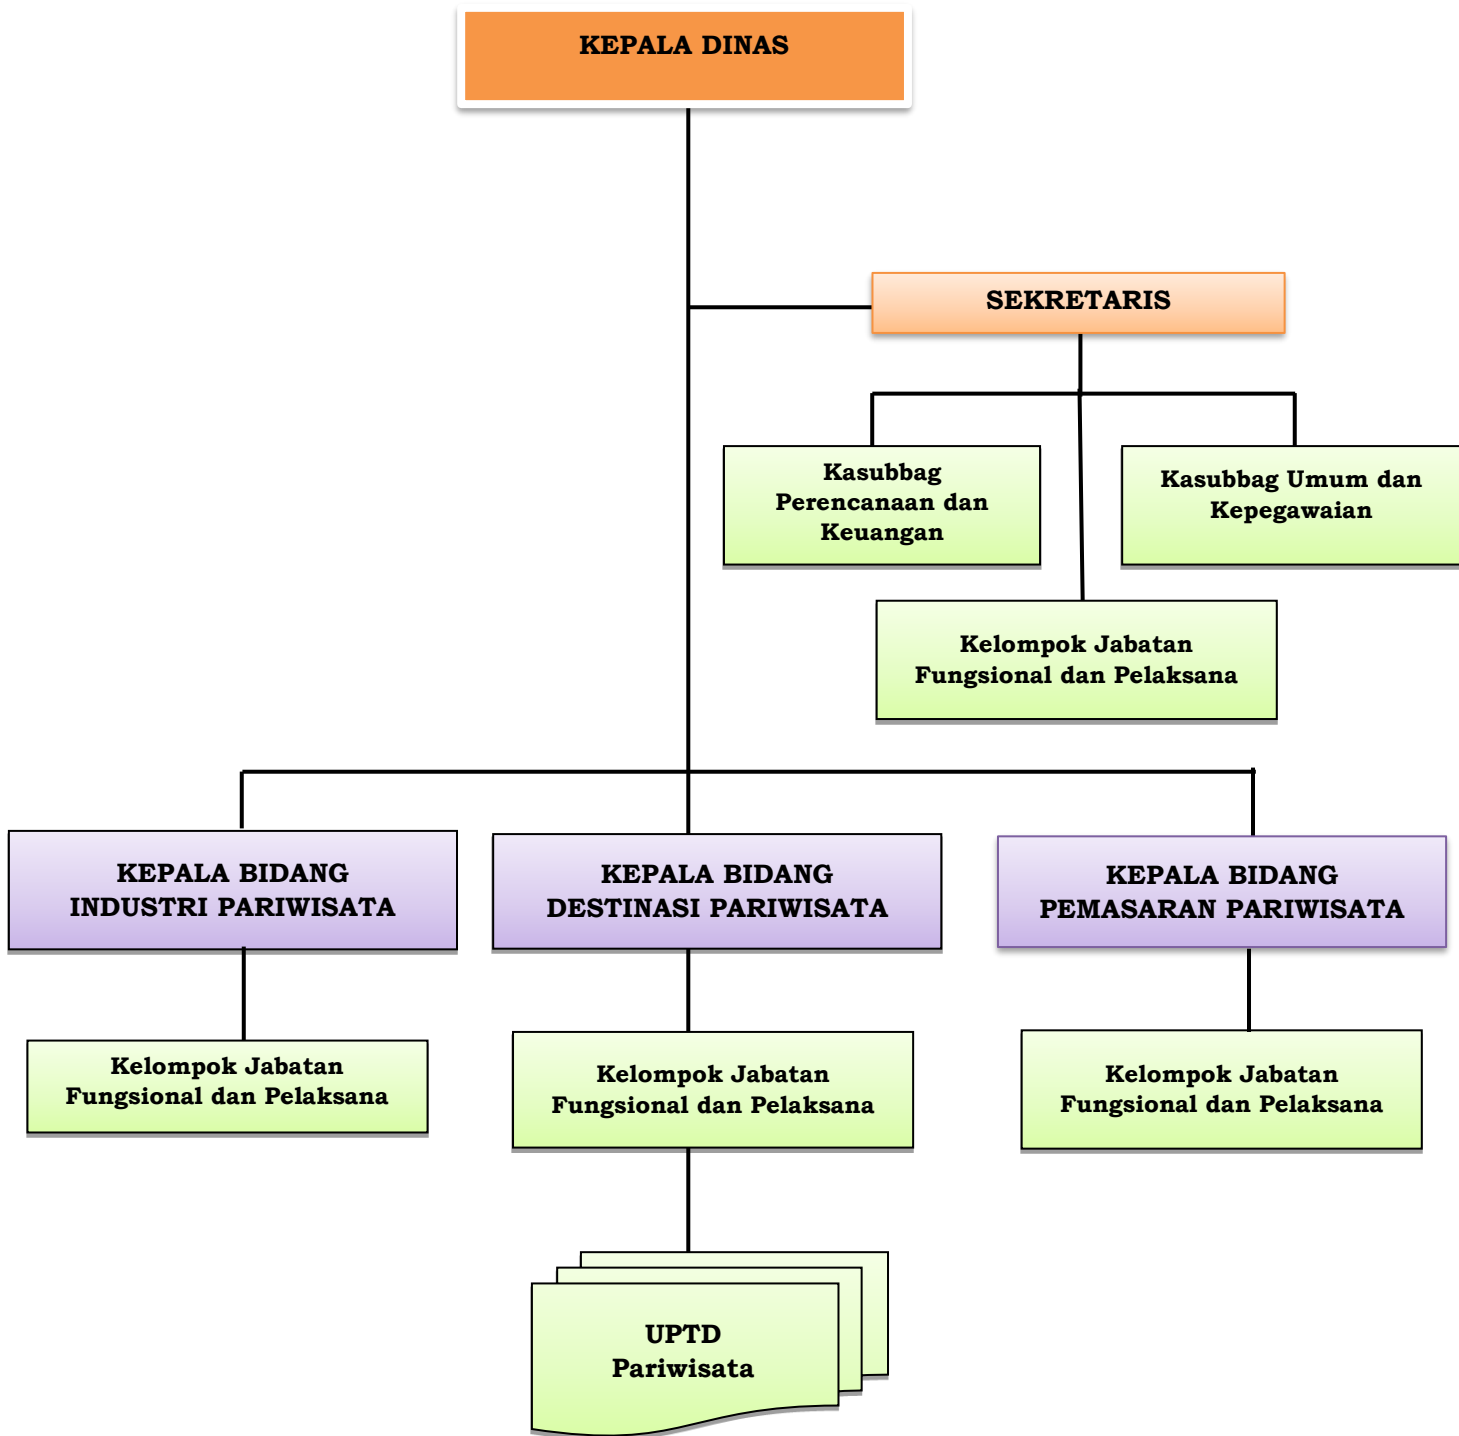 KEPALA DINAS
SEKRETARIS
Kasubbag
Perencanaan dan
Keuangan
Kasubbag Umum dan
Kepegawaian
Kelompok Jabatan
Fungsional dan Pelaksana
KEPALA BIDANG
INDUSTRI PARIWISATA
KEPALA BIDANG
DESTINASI PARIWISATA
KEPALA BIDANG
PEMASARAN PARIWISATA
Kelompok Jabatan
Fungsional dan Pelaksana
Kelompok Jabatan
Fungsional dan Pelaksana
Kelompok Jabatan
Fungsional dan Pelaksana
UPTD
Pariwisata